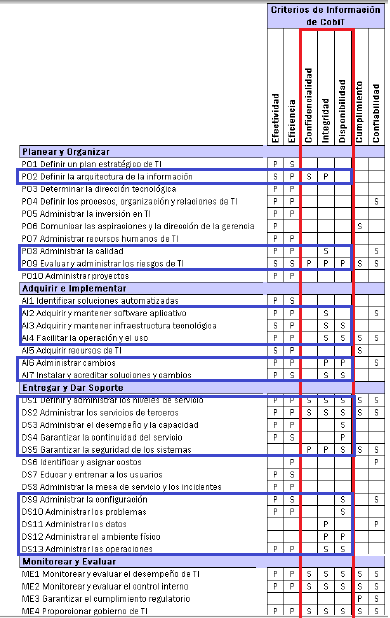 Criterios de Información
de CobiT
Efectividad
Eficiencia
Confidencialidad
Integridad
Disponibilidad
Cumplimiento
Confiabilidad
Planear y Organizar
PO1 Definir un plan estratégico de TI P S
PO2 Definir la arquitectura de la información S P S P
PO3 Determinar la dirección tecnológica P P
PO4 Definir los procesos, organización y relaciones de TI P P S
PO5 Administrar la inversión en TI P P
PO6 Comunicar las aspiraciones y la dirección de la gerencia P S
PO7 Administrar recursos humanos de TI P P
PO8 Administrar la calidad P P S S
PO9 Evaluar y administrar los riesgos de TI S S P P P S S
PO10 Administrar proyectos P P
Adquirir e Implementar
AI1 Identificar soluciones automatizadas P S
AI2 Adquirir y mantener software aplicativo P P S S
AI3 Adquirir y mantener infraestructura tecnológica S P S S
AI4 Facilitar la operación y el uso P P S S S S
AI5 Adquirir recursos de TI S P S
AI6 Administrar cambios P P P P S
AI7 Instalar y acreditar soluciones y cambios P S S S
Entregar y Dar Soporte
DS1 Definir y administrar los niveles de servicio P P S S S S S
DS2 Administrar los servicios de terceros P P S S S S S
DS3 Administrar el desempeño y la capacidad P P S
DS4 Garantizar la continuidad del servicio P S P
DS5 Garantizar la seguridad de los sistemas P P S S S
DS6 Identificar y asignar costos P P
DS7 Educar y entrenar a los usuarios P S
DS8 Administrar la mesa de servicio y los incidentes P P
DS9 Administrar la configuración P S S S
DS10 Administrar los problemas P P S
DS11 Administrar los datos P P
DS12 Administrar el ambiente físico P P
DS13 Administrar las operaciones P P S S
Monitorear y Evaluar
ME1 Monitorear y evaluar el desempeño de TI P P S S S S S
ME2 Monitorear y evaluar el control interno P P S S S S S
ME3 Garantizar el cumplimiento regulatorio P S
ME4 Proporcionar gobierno de TI P P S S S S S